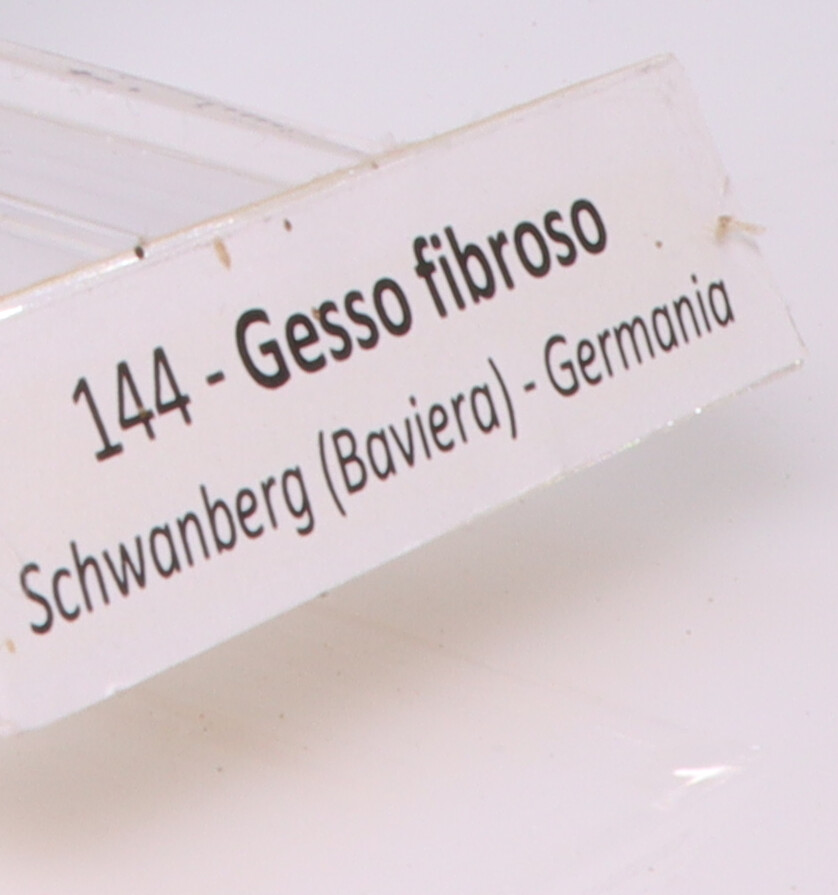 144 - Gesso fibroso
Schwanberg (Baviera) - Germania